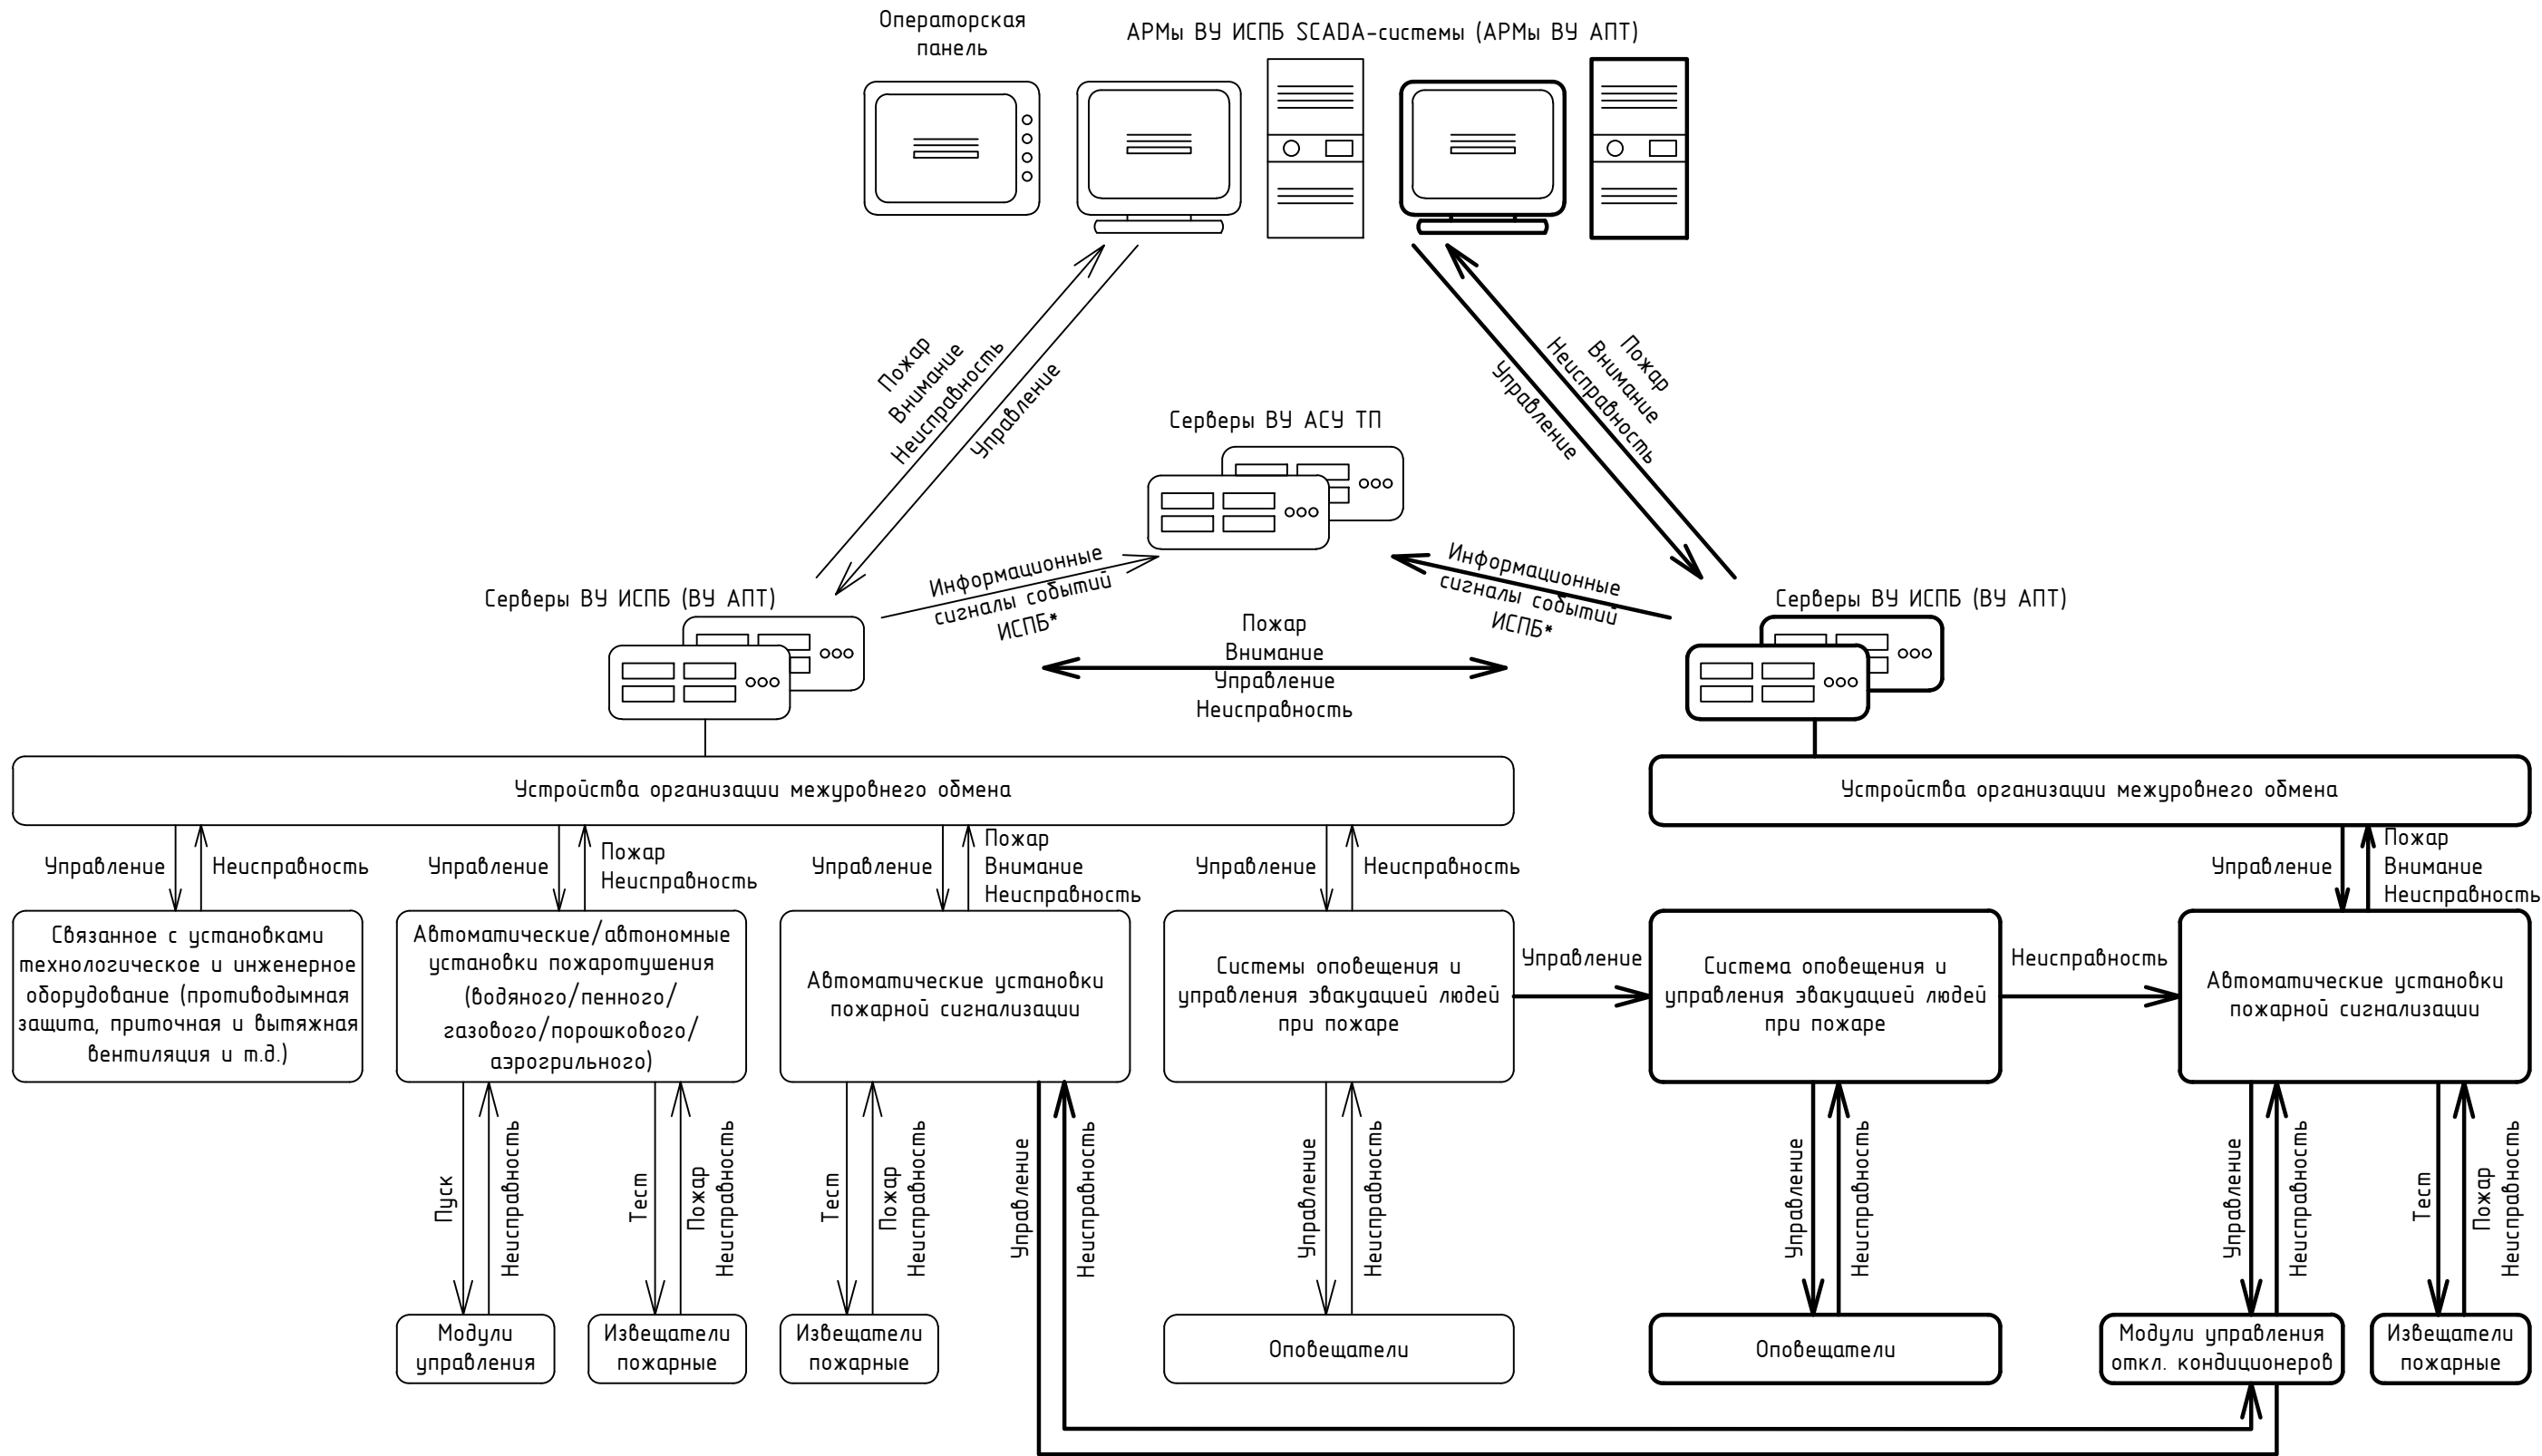 Операторская
панель
АРМы ВУ ИСПБ SCADA-системы (АРМы ВУ АПТ)
Пожар
Внимание
Неисправность
Управление
Управление
Пожар
Внимание
Неисправность
Серверы ВУ АСУ ТП
Информационные
сигналы событий
ИСПБ*
Информационные
сигналы событий
ИСПБ*
Серверы ВУ ИСПБ (ВУ АПТ)
Серверы ВУ ИСПБ (ВУ АПТ)
Пожар
Внимание
Управление
Неисправность
Устройства организации межуровнего обмена
Устройства организации межуровнего обмена
Управление
Неисправность
Управление
Пожар
Неисправность
Управление
Пожар
Внимание
Неисправность
Управление
Неисправность
Управление
Пожар
Внимание
Неисправность
Связанное с установками
технологическое и инженерное
оборудование (противодымная
защита, приточная и вытяжная
вентиляция и т.д.)
Автоматические/автономные
установки пожаротушения
(водяного/пенного/
газового/порошкового/
аэрогрильного)
Автоматические установки
пожарной сигнализации
Системы оповещения и
управления эвакуацией людей
при пожаре
Управление
Система оповещения и
управления эвакуацией людей
при пожаре
Неисправность
Автоматические установки
пожарной сигнализации
Пуск
Неисправность
Тест
Пожар
Неисправность
Тест
Пожар
Неисправность
Управление
Неисправность
Управление
Неисправность
Управление
Неисправность
Управление
Неисправность
Тест
Пожар
Неисправность
Модули
управления
Извещатели
пожарные
Извещатели
пожарные
Оповещатели
Оповещатели
Модули управления
откл. кондиционеров
Извещатели
пожарные